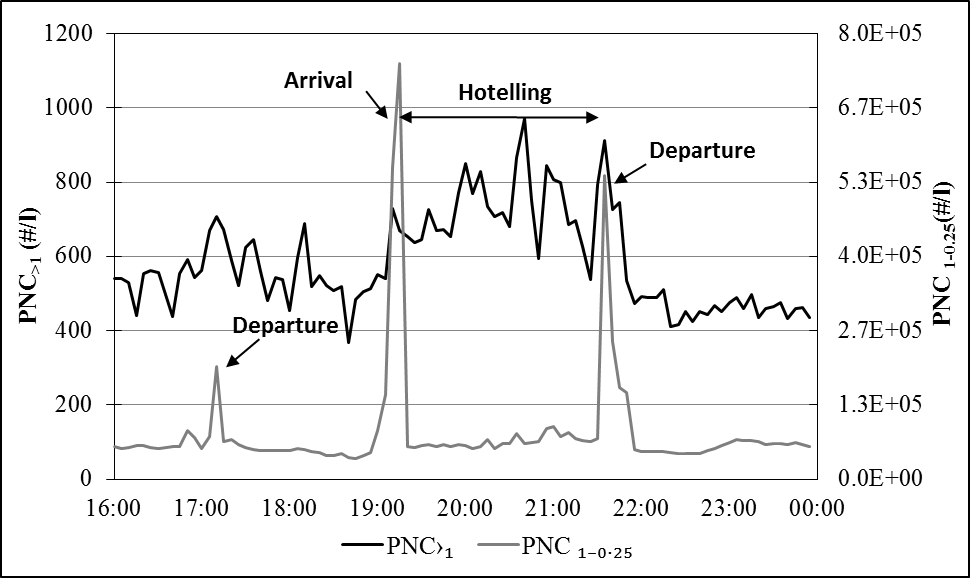 1200
1000
800
600
400
200
0
PNC>1 (#/l)
8.0E+05
6.7E+05
5.3E+05
4.0E+05
2.7E+05
1.3E+05
0.0E+00
PNC 1-0.25(#/l)
Arrival
Hotelling
Departure
Departure
16:00 17:00 18:00 19:00 20:00 21:00 22:00 23:00 00:00
PNC›₁ PNC ₁₋₀.₂₅